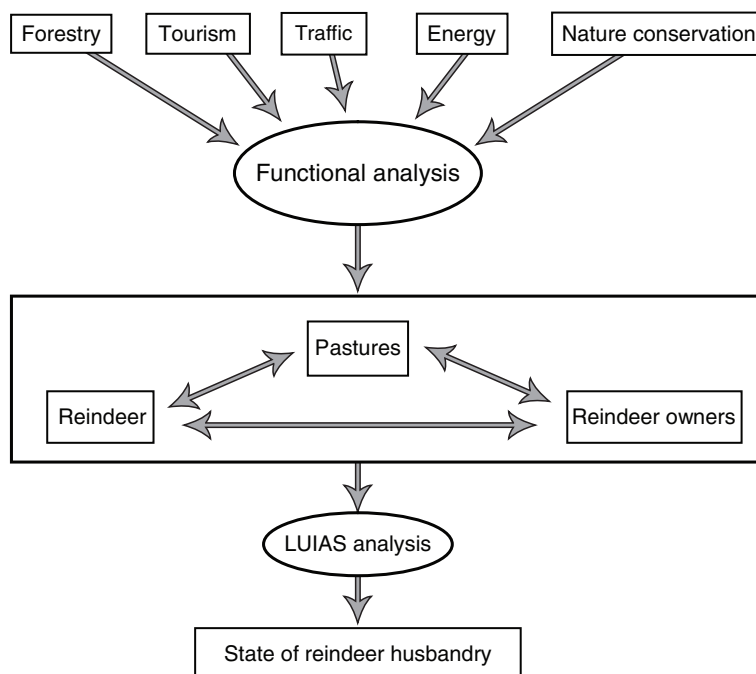 Forestry
Tourism
Traffic
Energy
Nature conservation
Functional analysis
Pastures
Reindeer
Reindeer owners
LUIAS analysis
State of reindeer husbandry